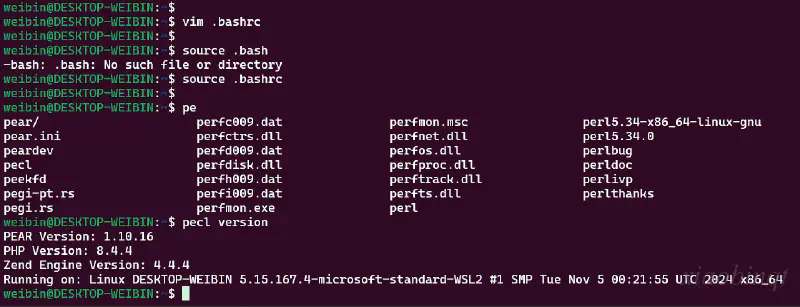 weibin@DESKTOP-WEIBIN:~$
weibin@DESKTOP-WEIBIN:~$ vim .bashrc
weibin@DESKTOP-WEIBIN:~$
weibin@DESKTOP-WEIBIN:~$ source .bash
-bash: .bash: No such file or directory
weibin@DESKTOP-WEIBIN:~$ source .bashrc
weibin@DESKTOP-WEIBIN:~$
weibin@DESKTOP-WEIBIN:~$ pe
pear/ perfc009.dat perfmon.msc perl5.34-x86_64-linux-gnu
pear.ini perfctrs.dll perfnet.dll perl5.34.0
peardev perfd009.dat perfos.dll perlbug
pecl perfdisk.dll perfproc.dll perldoc
peekfd perfh009.dat perftrack.dll perlivp
pegi-pt.rs perfi009.dat perfts.dll perlthanks
pegi.rs perfmon.exe perl
weibin@DESKTOP-WEIBIN:~$ pecl version
PEAR Version: 1.10.16
PHP Version: 8.4.4
Zend Engine Version: 4.4.4
Running on: Linux DESKTOP-WEIBIN 5.15.167.4-microsoft-standard-WSL2 #1 SMP Tue Nov 5 00:21:55 UTC 2024 x86_64
weibin@DESKTOP-WEIBIN:~$